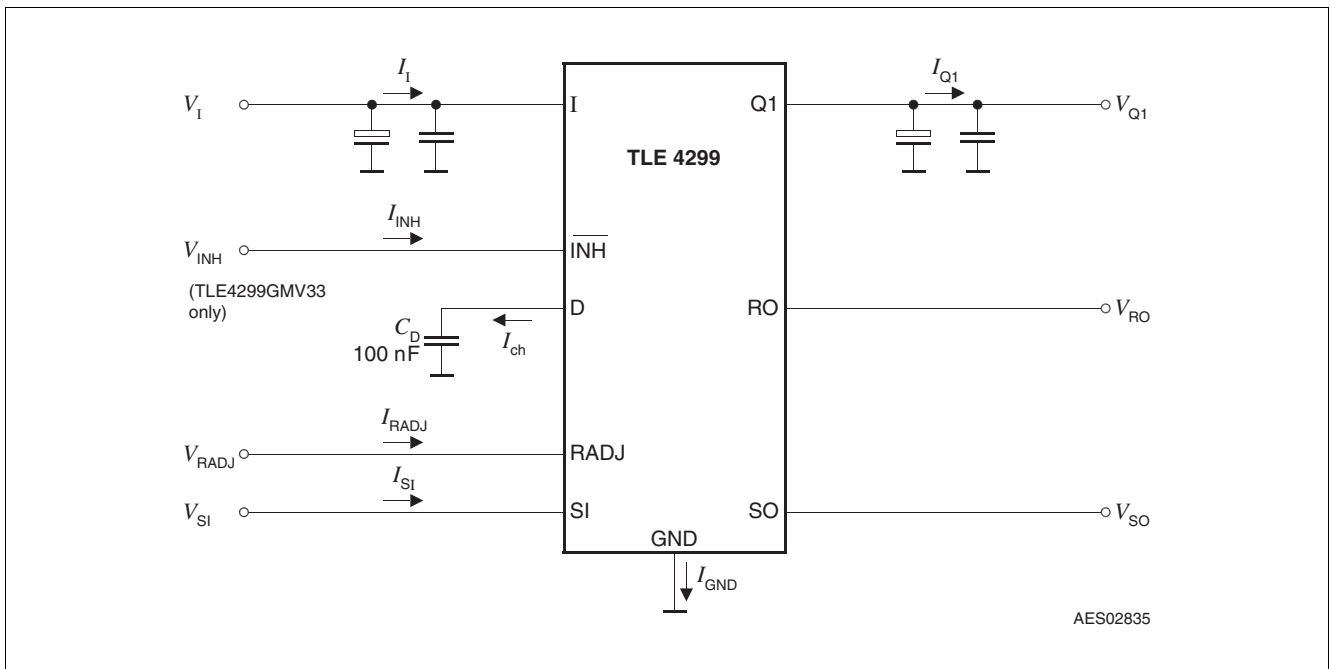 I_I
I_Q1
V_I
I
Q1
V_Q1
TLE 4299
I_INH
V_INH
INH
(TLE4299GMV33
only)
D
RO
V_RO
C_D
100 nF
I_ch
I_RADJ
V_RADJ
RADJ
I_SI
V_SI
SI
SO
V_SO
GND
I_GND
AES02835